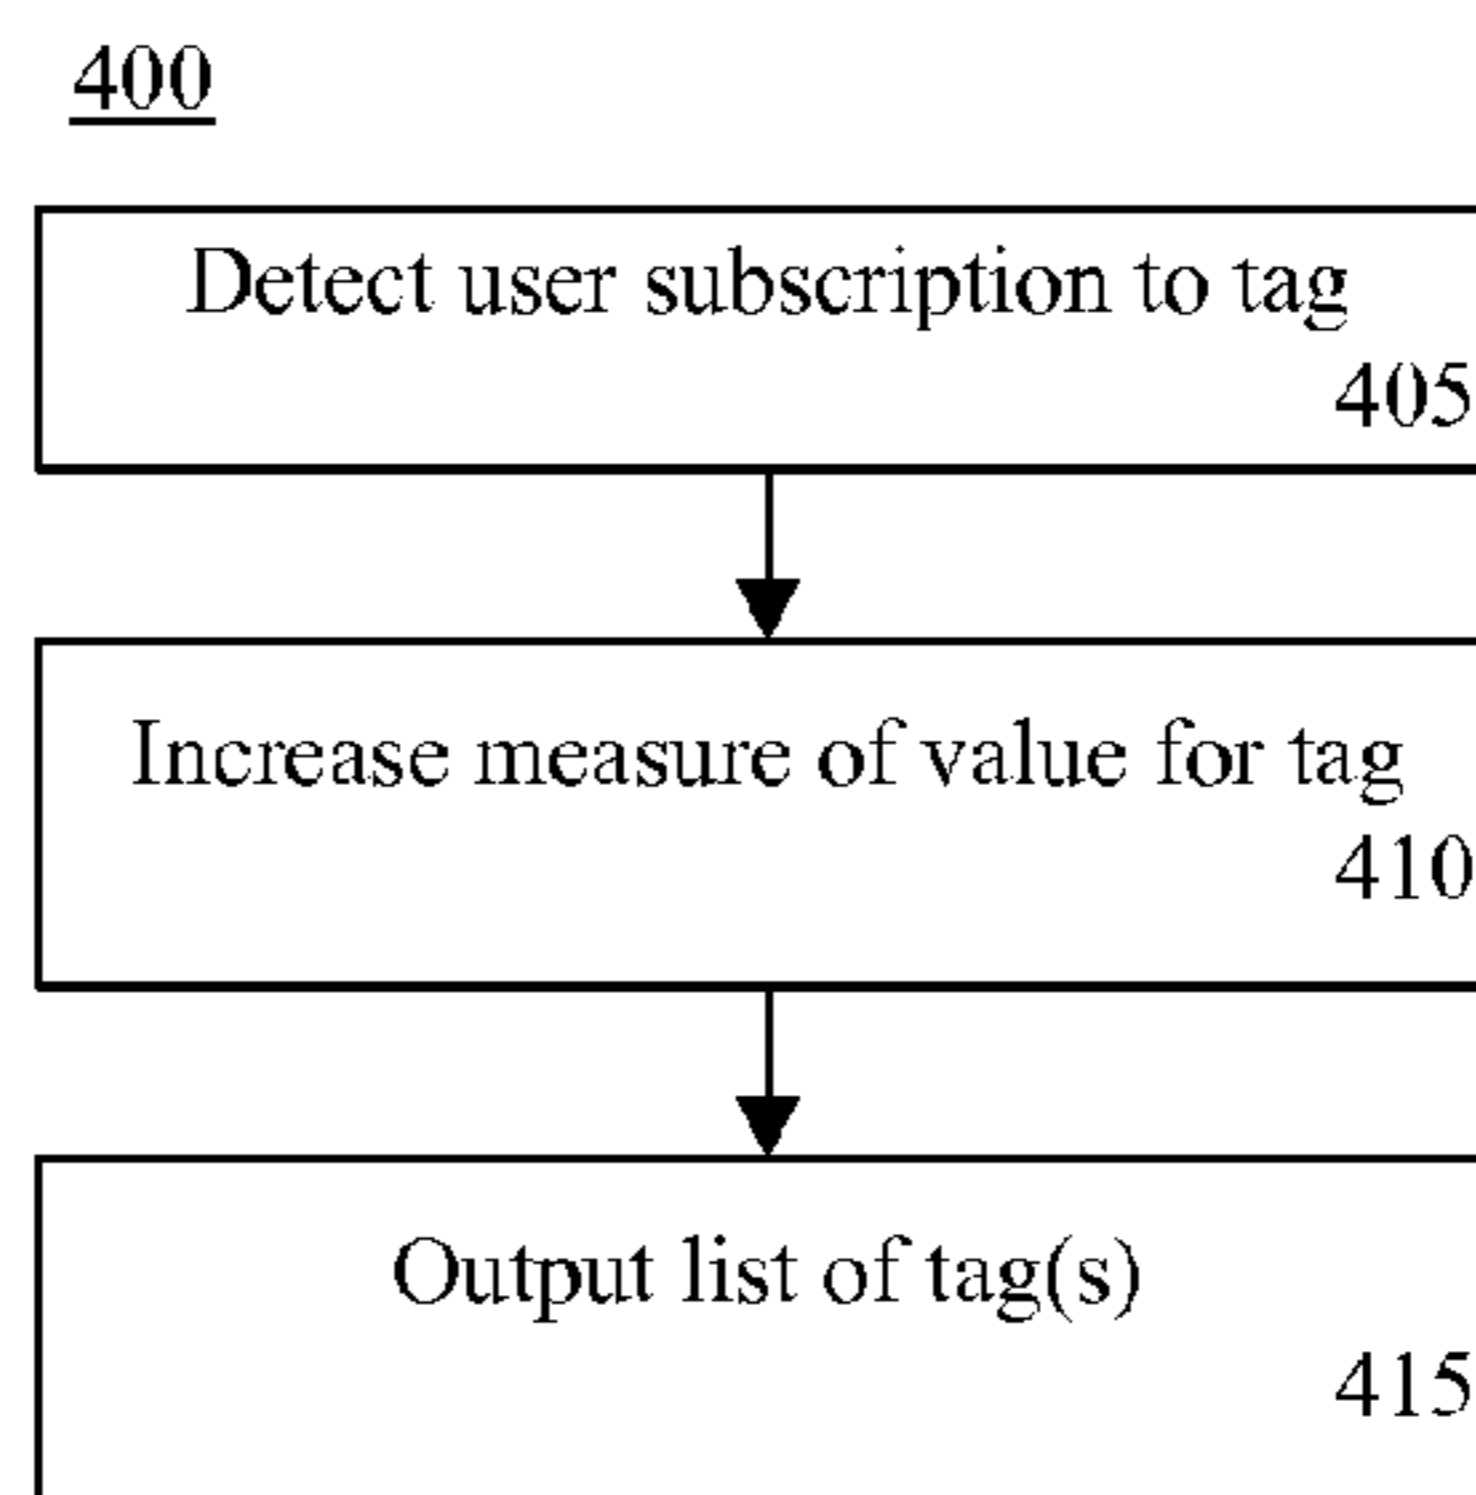 400
Detect user subscription to tag
405
Increase measure of value for tag
410
Output list of tag(s)
415